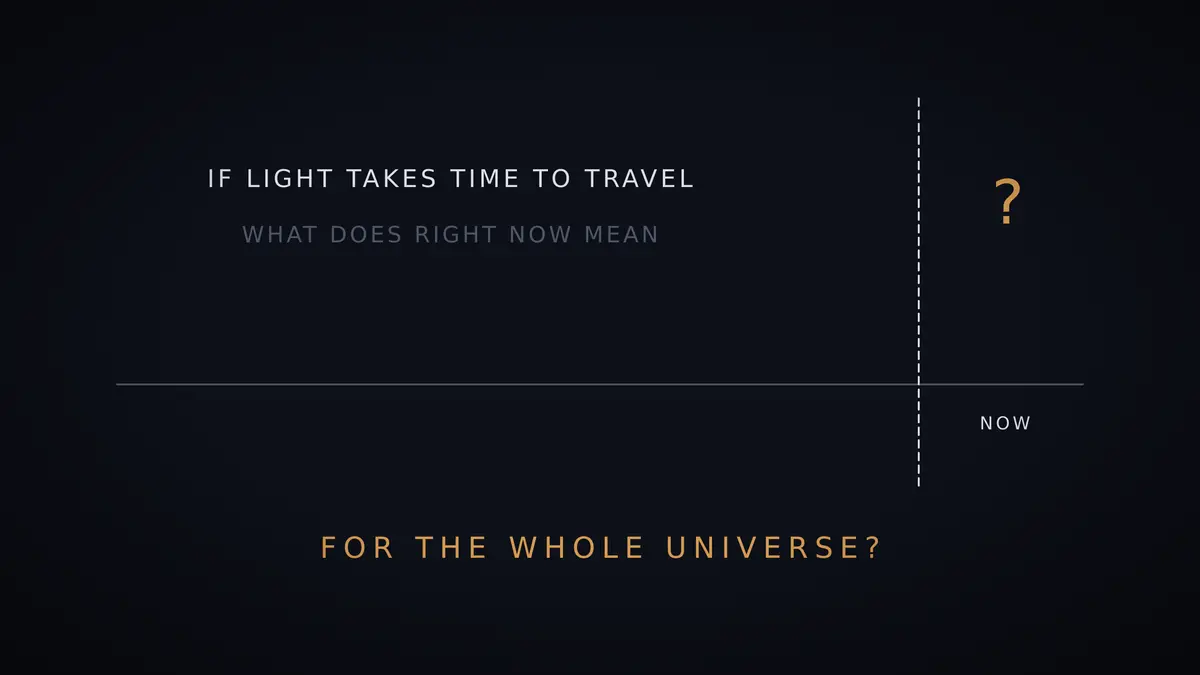 IF LIGHT TAKES TIME TO TRAVEL
WHAT DOES RIGHT NOW MEAN
?
NOW
FOR THE WHOLE UNIVERSE?